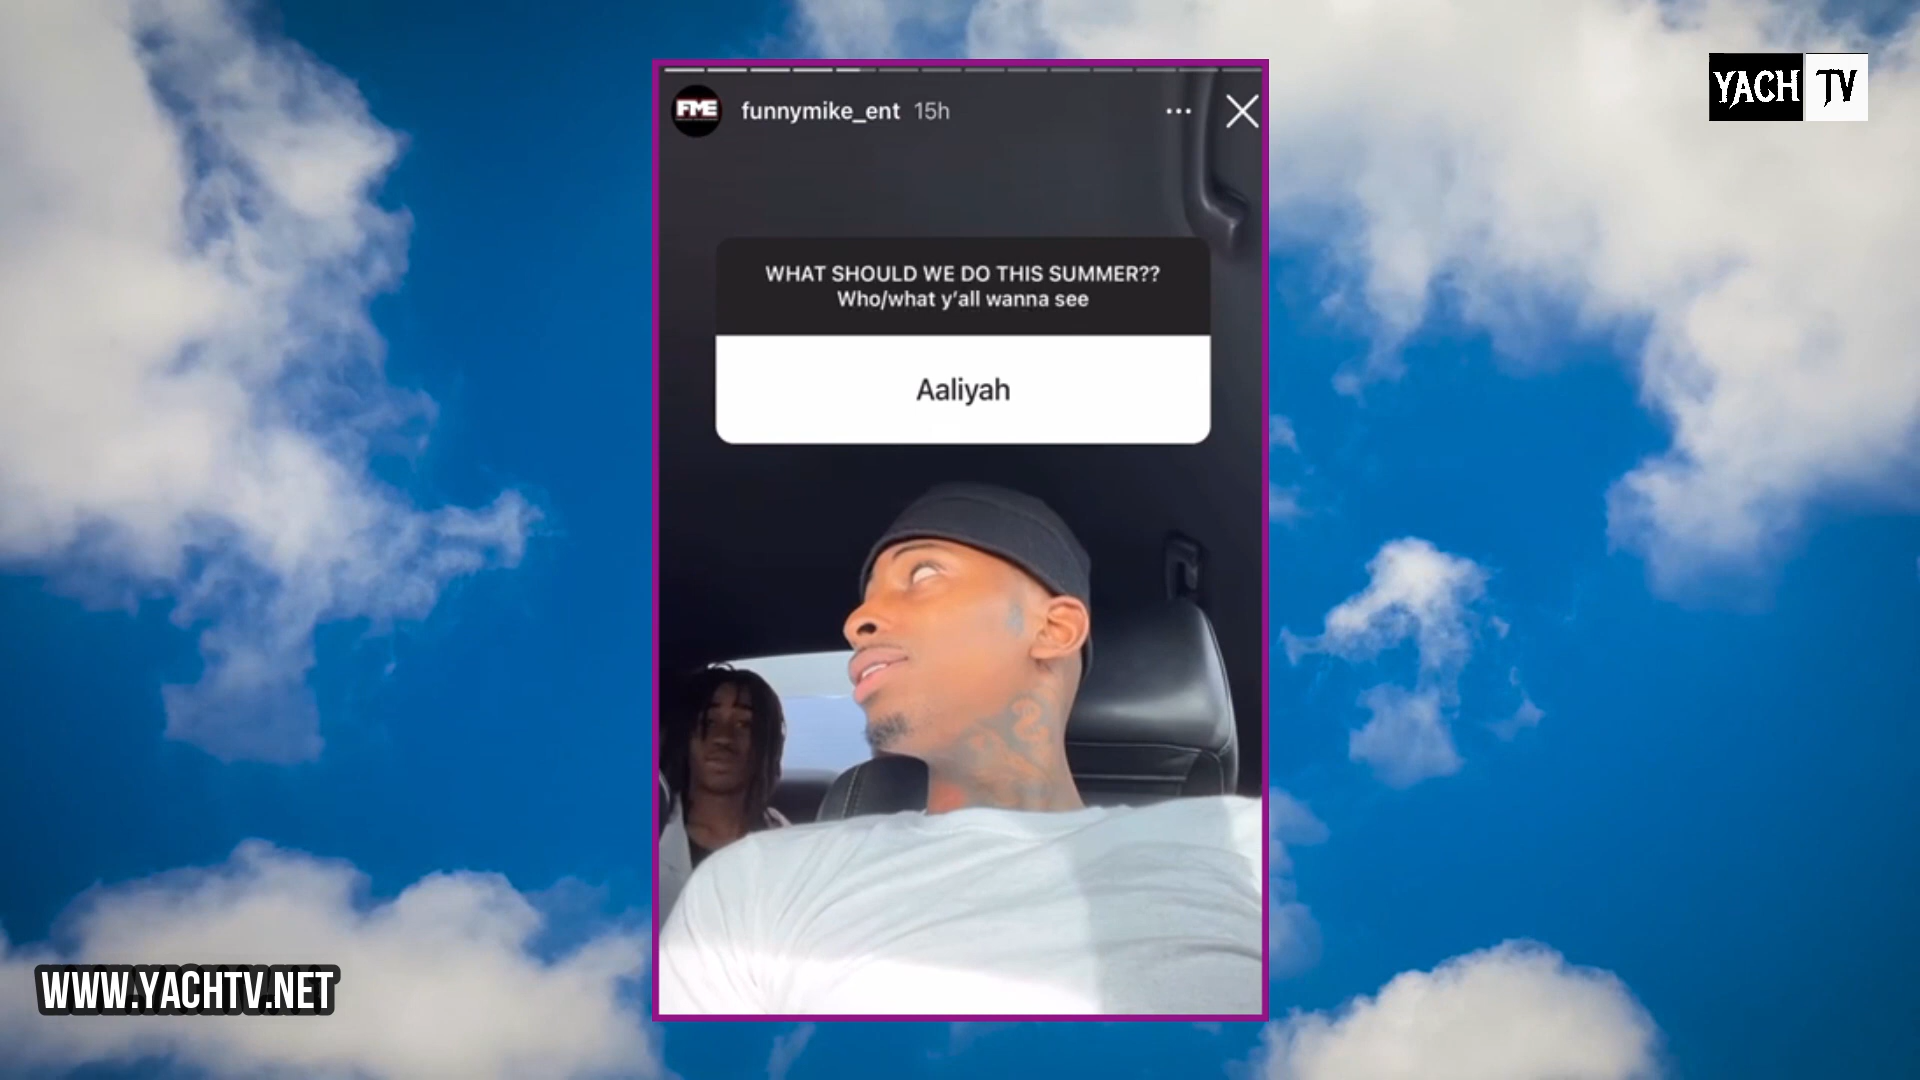 YACH TV
FME
funnymike_ent 15h
WHAT SHOULD WE DO THIS SUMMER??
Who/what y'all wanna see
Aaliyah
WWW.YACHTV.NET